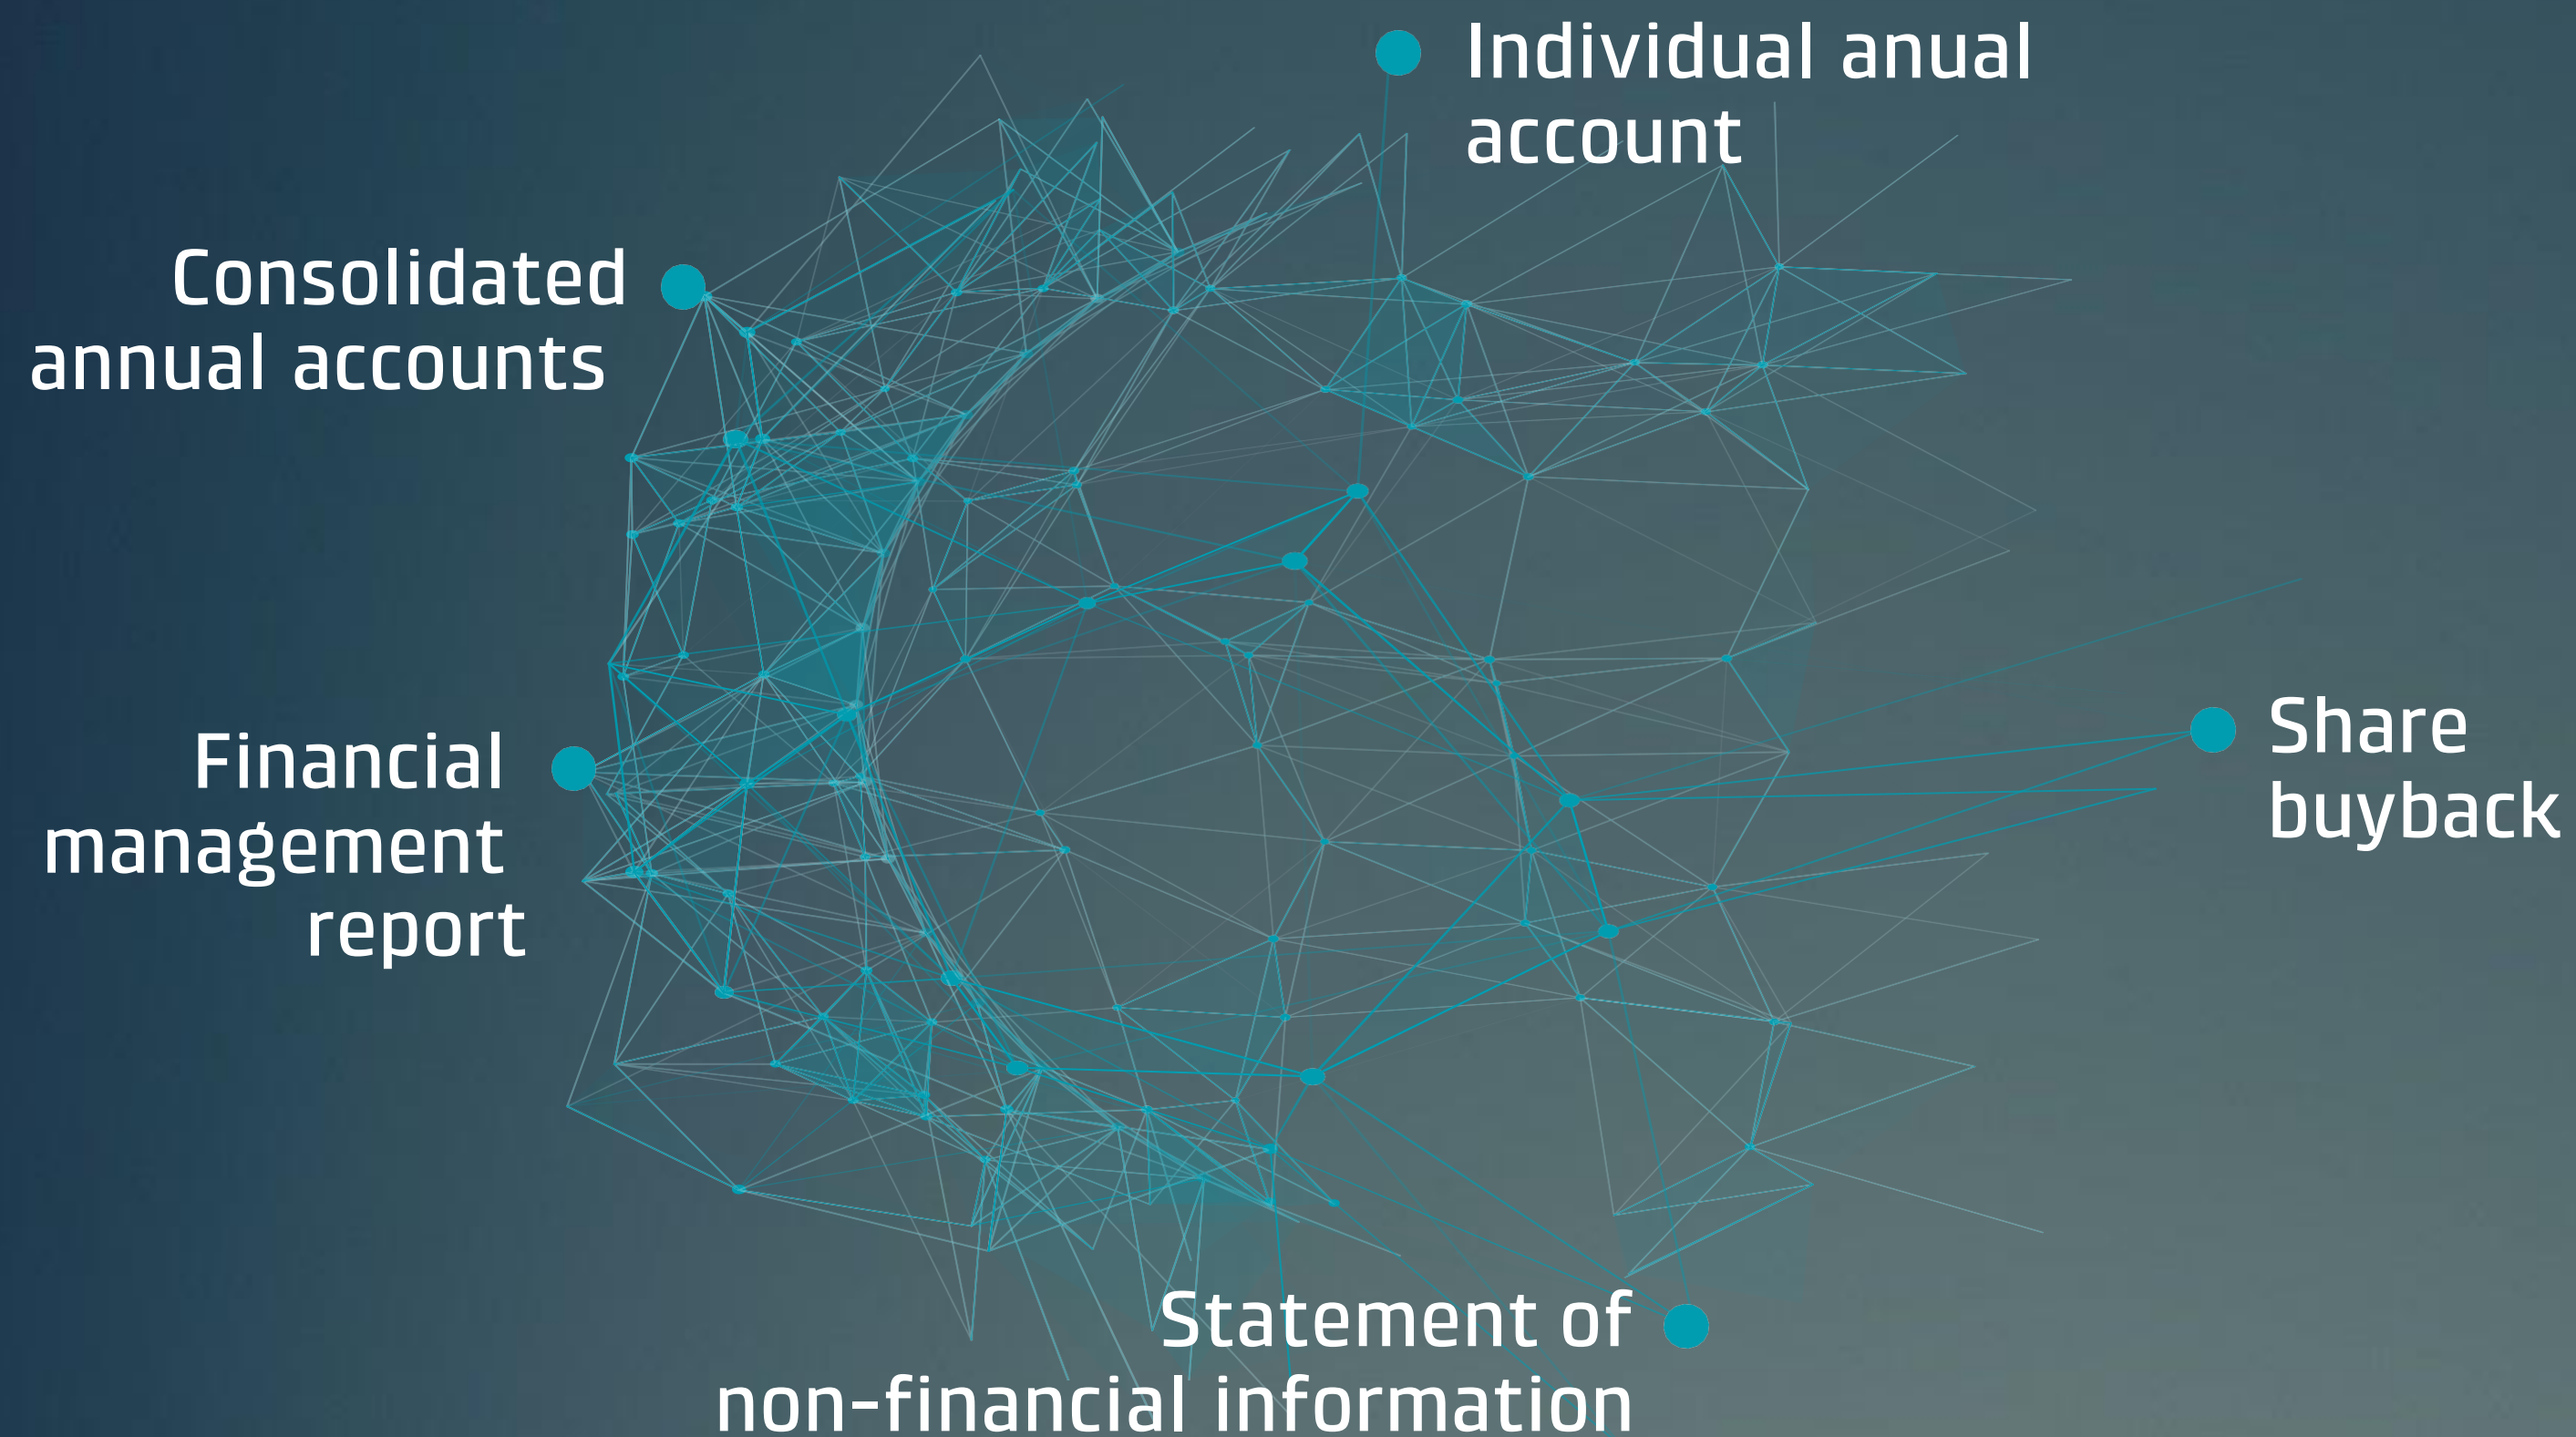 Individual anual
account
Consolidated
annual accounts
Share
buyback
Financial
management
report
Statement of
non-financial information